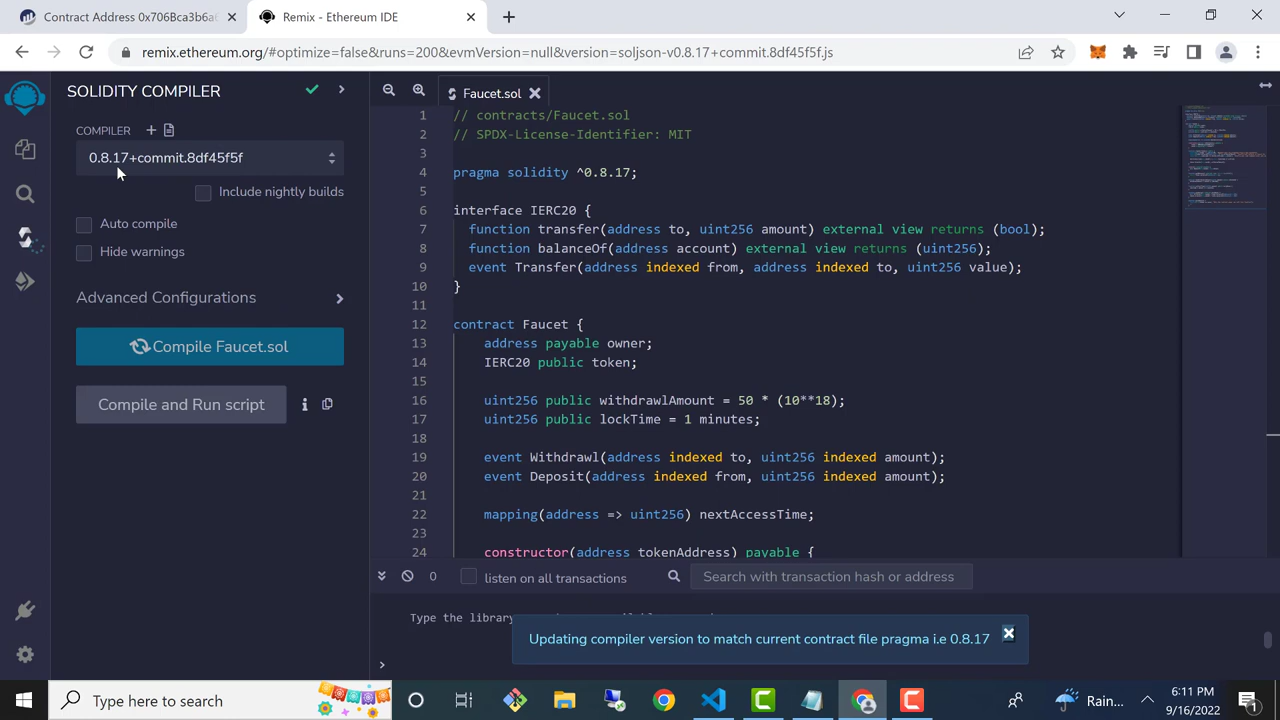 Contract Address 0x706Bca3b6a
Remix - Ethereum IDE
remix.ethereum.org/#optimize=false&runs=200&evmVersion=null&version=soljson-v0.8.17+commit.8df45f5f.js
SOLIDITY COMPILER
COMPILER
0.8.17+commit.8df45f5f
Include nightly builds
Auto compile
Hide warnings
Advanced Configurations
Compile Faucet.sol
Compile and Run script
Faucet.sol
1 // contracts/Faucet.sol
2 // SPDX-License-Identifier: MIT
3
4 pragma solidity ^0.8.17;
5
6 interface IERC20 {
7 function transfer(address to, uint256 amount) external view returns (bool);
8 function balanceOf(address account) external view returns (uint256);
9 event Transfer(address indexed from, address indexed to, uint256 value);
10 }
11
12 contract Faucet {
13 address payable owner;
14 IERC20 public token;
15
16 uint256 public withdrawlAmount = 50 * (10**18);
17 uint256 public lockTime = 1 minutes;
18
19 event Withdrawl(address indexed to, uint256 indexed amount);
20 event Deposit(address indexed from, uint256 indexed amount);
21
22 mapping(address => uint256) nextAccessTime;
23
24 constructor(address tokenAddress) payable {
0
listen on all transactions
Search with transaction hash or address
Type the library
Updating compiler version to match current contract file pragma i.e 0.8.17
>
Type here to search
Rain...
6:11 PM
9/16/2022
1